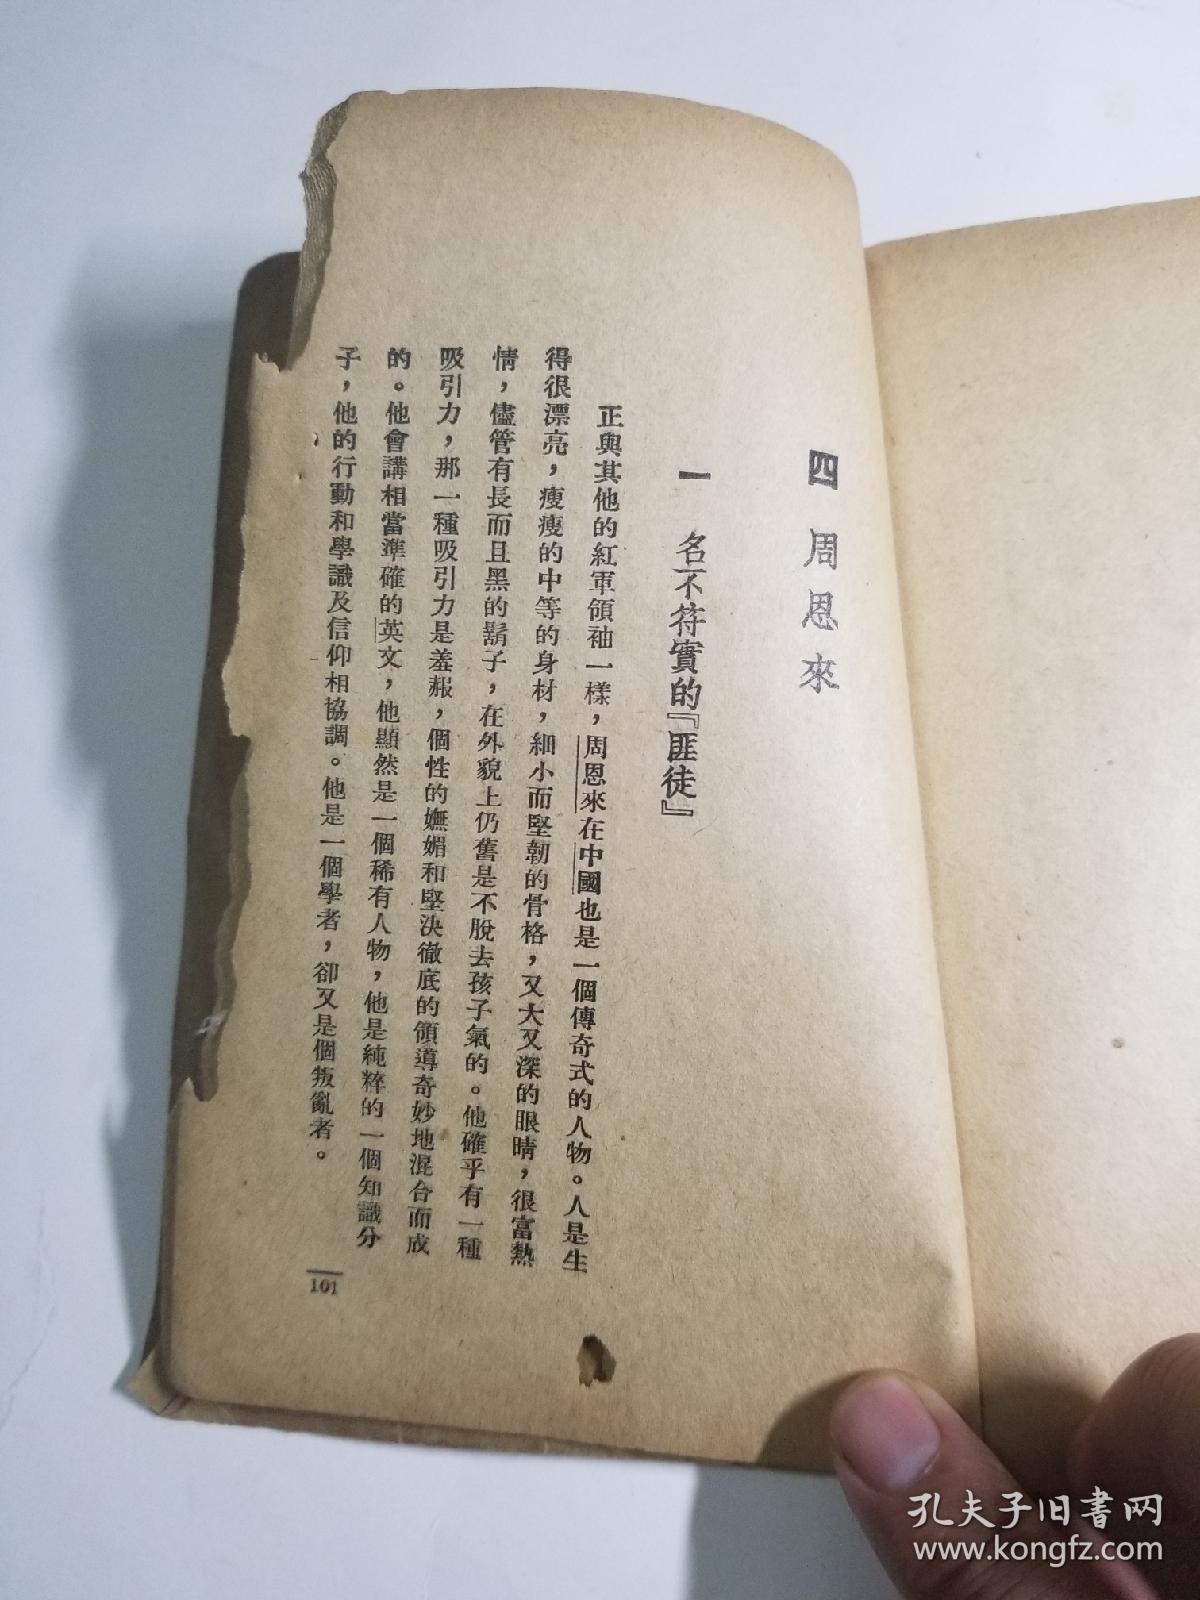 四 周恩來
一 名不符實的『匪徒』
正與其他的紅軍領袖一樣，周恩來在中國也是一個傳奇式的人物。人是生
得很漂亮，瘦瘦的中等的身材，細小而堅韌的骨格，又大又深的眼睛，很富熱
情，儘管有長而且黑的鬍子，在外貌上仍舊是不脫去孩子氣的。他確乎有一種
吸引力，那一種吸引力是羞赧，個性的嫵媚和堅決徹底的領導奇妙地混合而成
的。他會講相當準確的英文，他顯然是一個稀有人物，他是純粹的一個知識分
子，他的行動和學識及信仰相協調。他是一個學者，卻又是個叛亂者。
101
孔夫子旧书网
www.kongfz.com